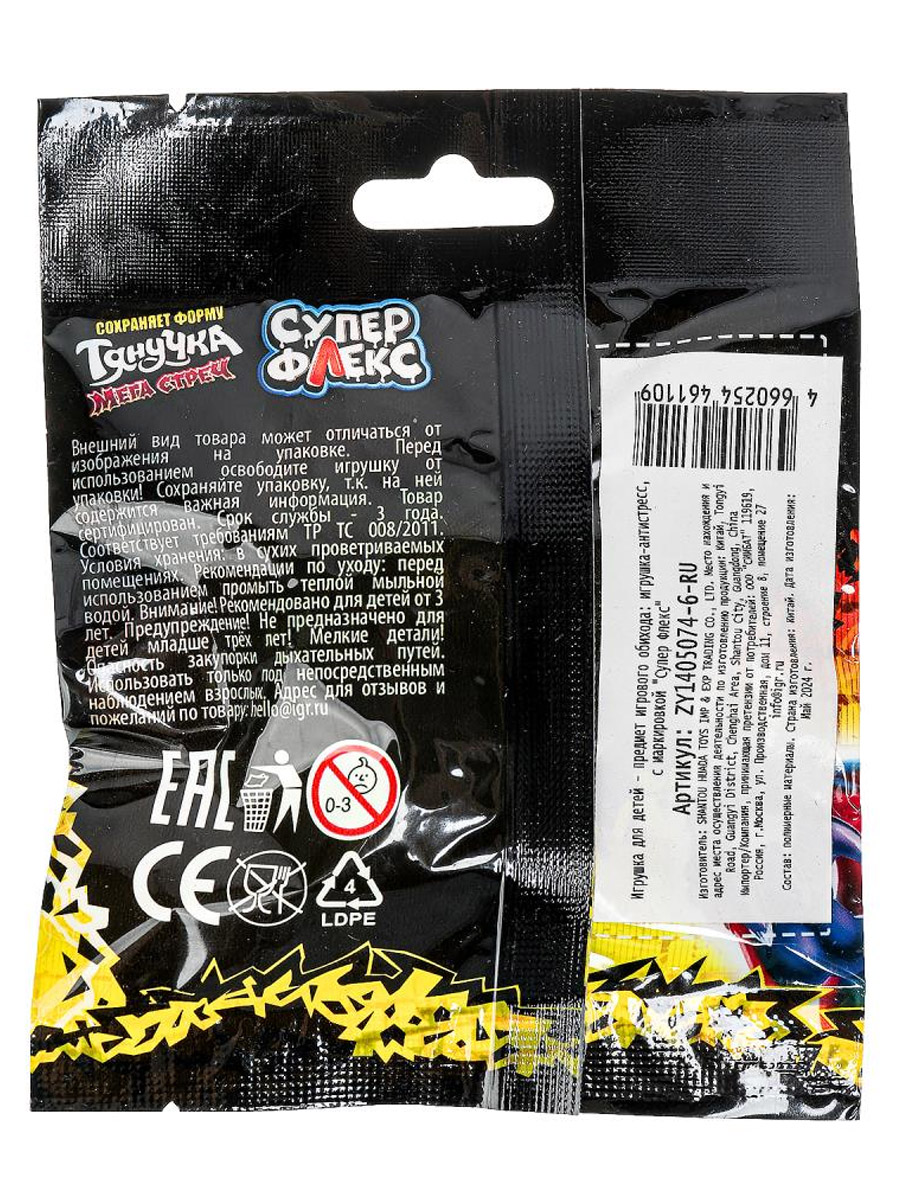 СОХРАНЯЕТ ФОРМУ
ТЯНУЧКА
МЕГА СТРЕЧ
СУПЕР
ФЛЕКС
Внешний вид товара может отличаться от
изображения на упаковке. Перед
использованием освободите игрушку от
упаковки! Сохраняйте упаковку, т.к. на ней
содержится важная информация. Товар
сертифицирован. Срок службы - 3 года.
Соответствует требованиям ТР ТС 008/2011.
Условия хранения: в сухих проветриваемых
помещениях. Рекомендации по уходу: перед
использованием промыть теплой мыльной
водой. Внимание! Рекомендовано для детей от 3
лет. Предупреждение! Не предназначено для
детей младше трёх лет! Мелкие детали!
Опасность закупорки дыхательных путей.
Использовать только под непосредственным
наблюдением взрослых. Адрес для отзывов и
пожеланий по товару: hello@igr.ru
EAC
0-3
CE
4
LDPE
4 660254 461109
Игрушка для детей - предмет игрового обихода: игрушка-антистресс,
с маркировкой "Супер Флекс"
Артикул: ZY1405074-6-RU
Изготовитель: SHANTOU HUADA TOYS IMP & EXP TRADING CO., LTD. Место нахождения и
адрес места осуществления деятельности по изготовлению продукции: Китай, Tongyi
Road, Guangyi District, Chenghai Area, Shantou City, Guangdong, China
Импортер/Компания, принимающая претензии от потребителей: ООО "СИМБАТ" 119619,
Россия, г.Москва, ул. Производственная, дом 11, строение 8, помещение 27
info@igr.ru
Состав: полимерные материалы. Страна изготовления: Китай. Дата изготовления:
Май 2024 г.